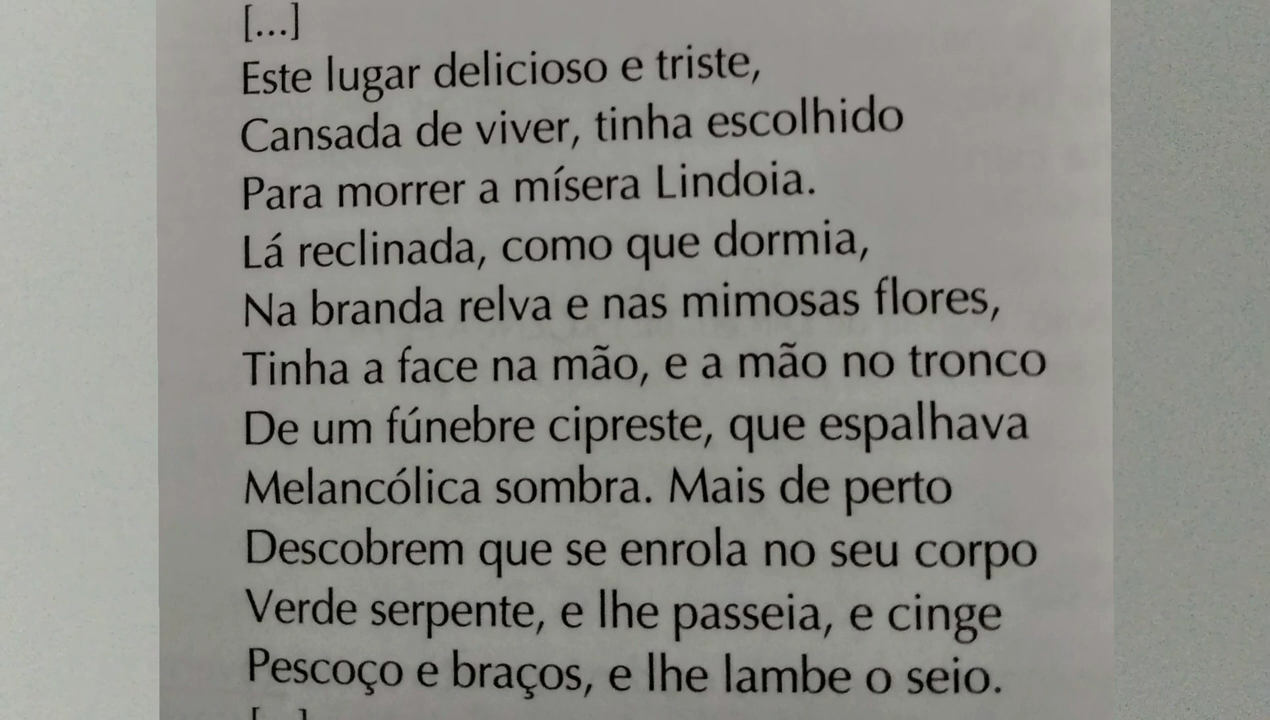 [...]
Este lugar delicioso e triste,
Cansada de viver, tinha escolhido
Para morrer a mísera Lindoia.
Lá reclinada, como que dormia,
Na branda relva e nas mimosas flores,
Tinha a face na mão, e a mão no tronco
De um fúnebre cipreste, que espalhava
Melancólica sombra. Mais de perto
Descobrem que se enrola no seu corpo
Verde serpente, e lhe passeia, e cinge
Pescoço e braços, e lhe lambe o seio.